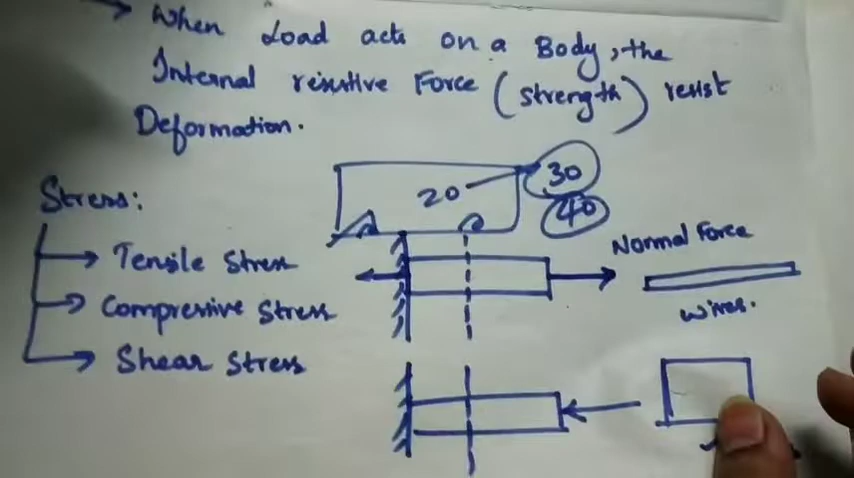 When Load acts on a Body, the
Internal resistive Force (strength) resist
Deformation.
20 30
40
Stress:
Normal Force
Tensile Stress
wires.
Compressive Stress
Shear Stress